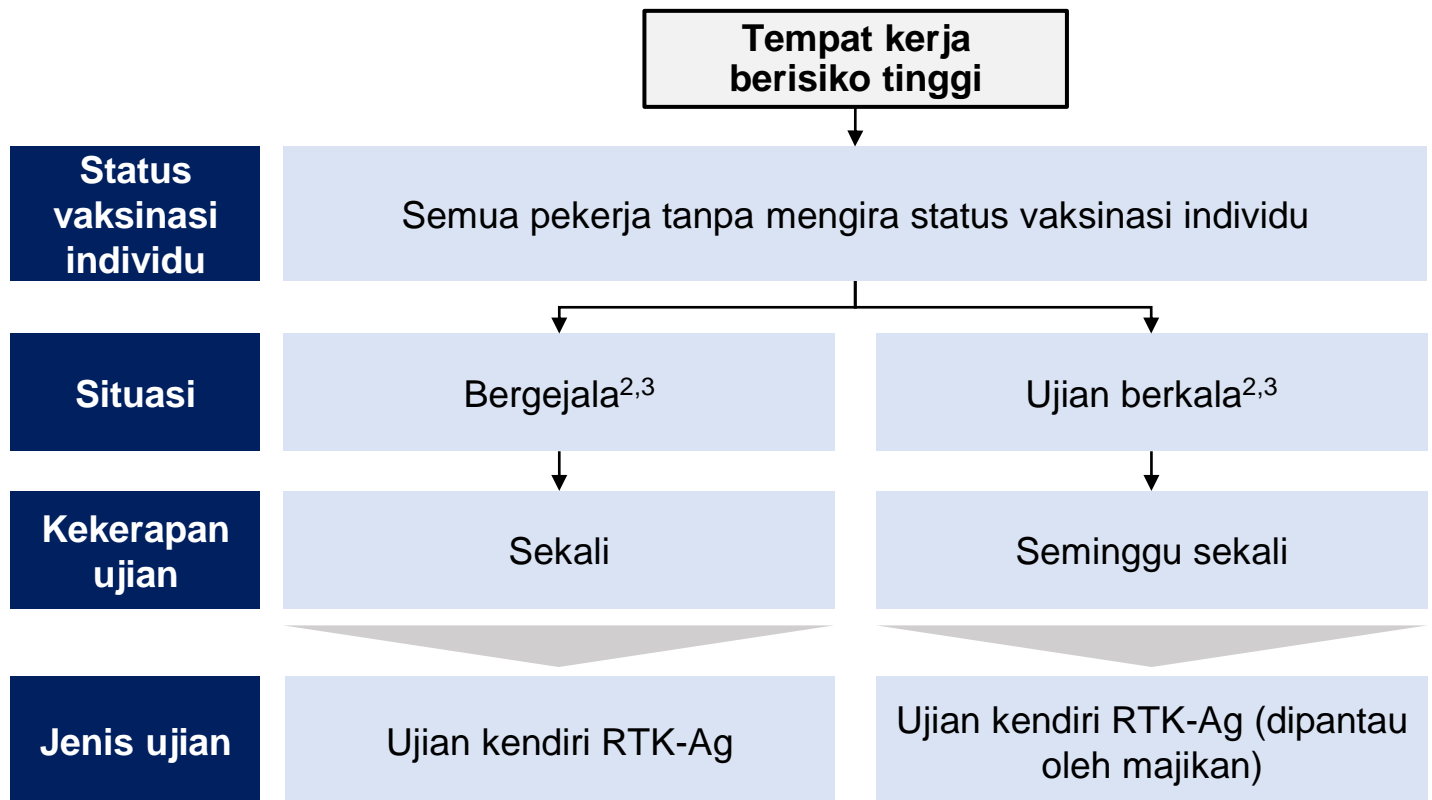 Tempat kerja
berisiko tinggi
Status
vaksinasi
individu
Semua pekerja tanpa mengira status vaksinasi individu
Situasi
Bergejala2,3
Ujian berkala2,3
Kekerapan
ujian
Sekali
Seminggu sekali
Jenis ujian
Ujian kendiri RTK-Ag
Ujian kendiri RTK-Ag (dipantau
oleh majikan)